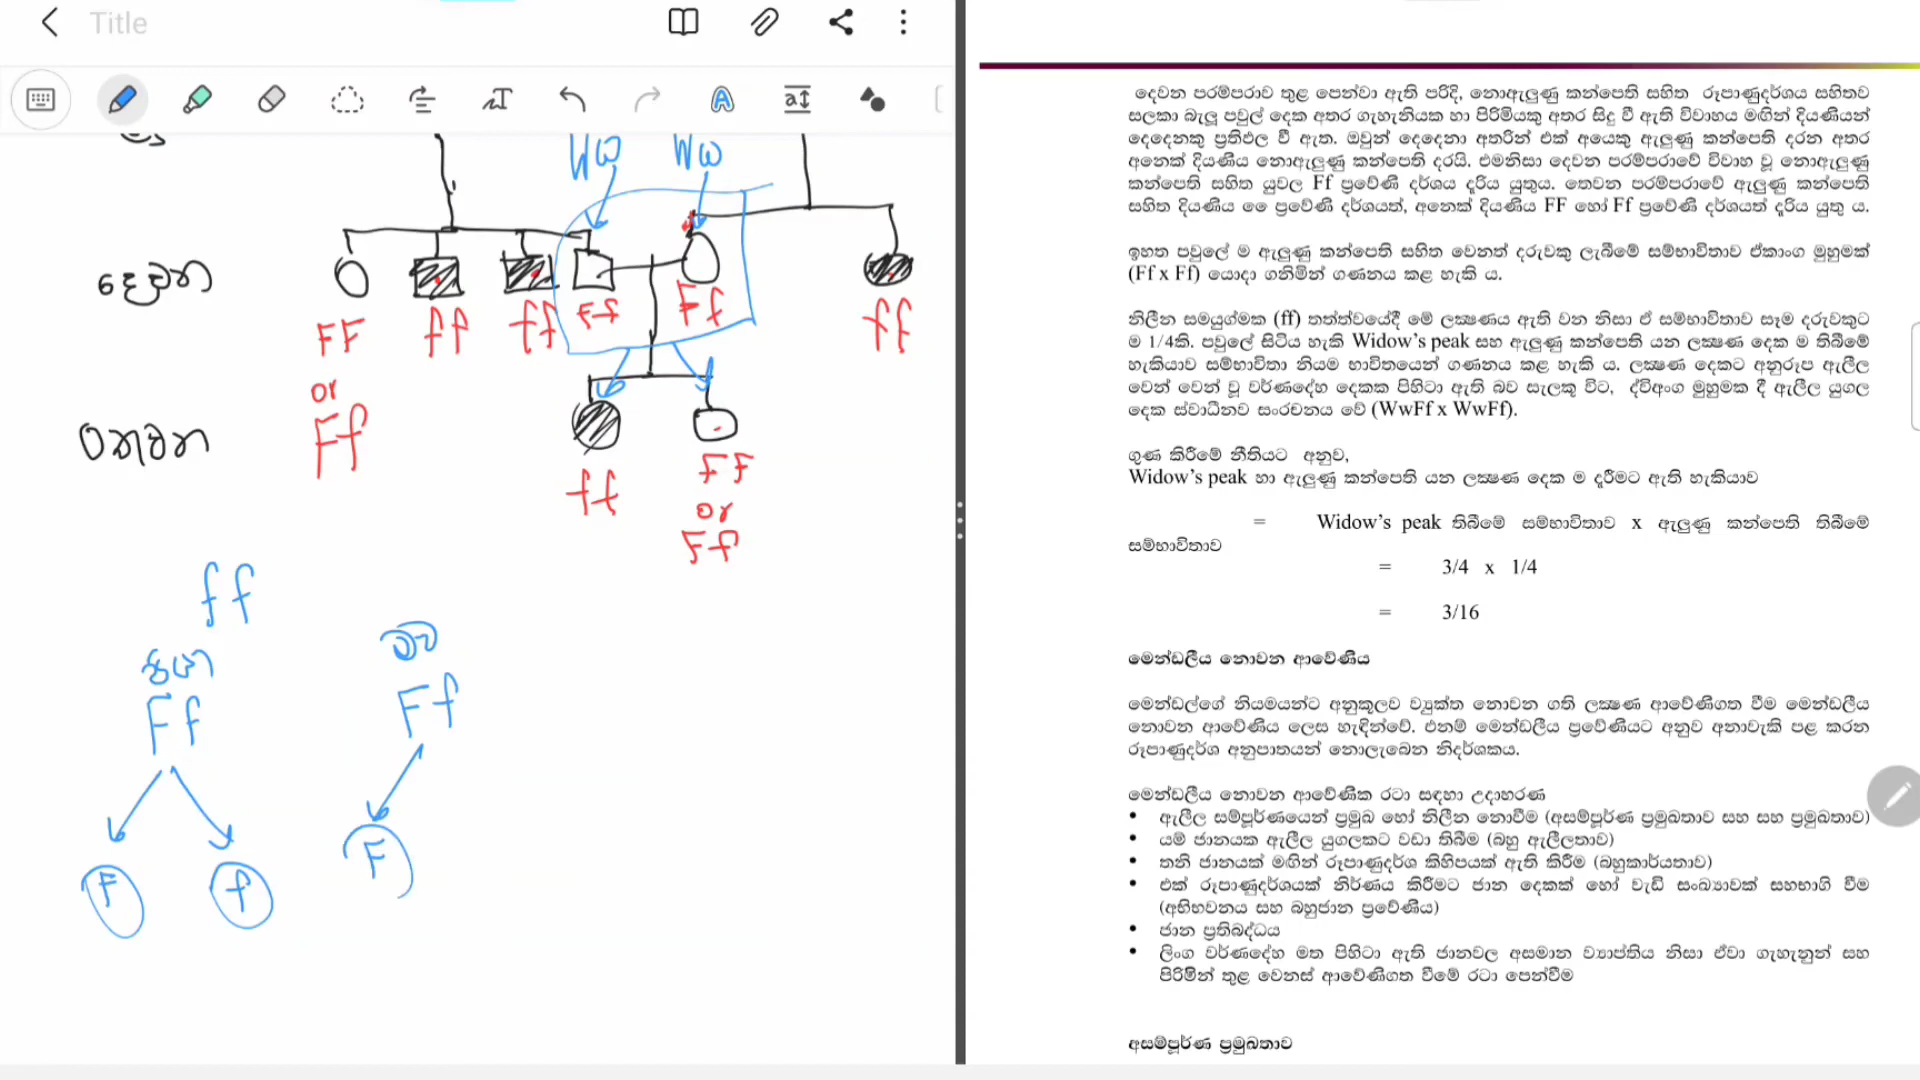 Title
Ww Ww
දෙවන
FF ff ff Ff Ff ff
or
Ff
ff FF
or
Ff
ff
පියා මව
Ff Ff
F f F
දෙවන පරම්පරාව තුළ පෙන්වා ඇති පරිදි, නොඇලුණු කන්පෙති සහිත රූපාණුදර්ශය සහිතව
සලකා බැලූ පවුල් දෙක අතර ගැහැනියක හා පිරිමියකු අතර සිදු වී ඇති විවාහය මඟින් දියණියන්
දෙදෙනකු ප්‍රතිඵල වී ඇත. ඔවුන් දෙදෙනා අතරින් එක් අයෙකු ඇලුණු කන්පෙති දරන අතර
අනෙක් දියණිය නොඇලුණු කන්පෙති දරයි. එමනිසා දෙවන පරම්පරාවේ විවාහ වූ නොඇලුණු
කන්පෙති සහිත යුවල Ff ප්‍රවේණි දර්ශය දැරිය යුතුය. තෙවන පරම්පරාවේ ඇලුණු කන්පෙති
සහිත දියණිය ෙෙ ප්‍රවේණි දර්ශයත්, අනෙක් දියණිය FF හෝ Ff ප්‍රවේණි දර්ශයත් දැරිය යුතු ය.
ඉහත පවුලේ ම ඇලුණු කන්පෙති සහිත වෙනත් දරුවකු ලැබීමේ සම්භාවිතාව ඒකාංග මුහුමක්
(Ff x Ff) යොදා ගනිමින් ගණනය කළ හැකි ය.
නිලීන සමයුග්මක (ff) තත්ත්වයේදී මේ ලක්‍ෂණය ඇති වන නිසා ඒ සම්භාවිතාව සෑම දරුවකුට
ම 1/4කි. පවුලේ සිටිය හැකි Widow’s peak සහ ඇලුණු කන්පෙති යන ලක්‍ෂණ දෙක ම තිබීමේ
හැකියාව සම්භාවිතා නියම භාවිතයෙන් ගණනය කළ හැකි ය. ලක්‍ෂණ දෙකට අනුරූප ඇලීල
වෙන් වෙන් වූ වර්ණදේහ දෙකක පිහිටා ඇති බව සැලකූ විට, ද්විඅංග මුහුමක දී ඇලීල යුගල
දෙක ස්වාධීනව සංරචනය වේ (WwFf x WwFf).
ගුණ කිරීමේ නීතියට අනුව,
Widow’s peak හා ඇලුණු කන්පෙති යන ලක්‍ෂණ දෙක ම දැරීමට ඇති හැකියාව
= Widow’s peak තිබීමේ සම්භාවිතාව x ඇලුණු කන්පෙති තිබීමේ
සම්භාවිතාව
= 3/4 x 1/4
= 3/16
මෙන්ඩලීය නොවන ආවේණිය
මෙන්ඩල්ගේ නියමයන්ට අනුකූලව ව්‍යුක්ත නොවන ගති ලක්‍ෂණ ආවේණිගත වීම මෙන්ඩලීය
නොවන ආවේණිය ලෙස හැඳින්වේ. එනම් මෙන්ඩලීය ප්‍රවේණියට අනුව අනාවැකි පළ කරන
රූපාණුදර්ශ අනුපාතයන් නොලැබෙන නිදර්ශකය.
මෙන්ඩලීය නොවන ආවේණික රටා සඳහා උදාහරණ
• ඇලීල සම්පූර්ණයෙන් ප්‍රමුඛ හෝ නිලීන නොවීම (අසම්පූර්ණ ප්‍රමුඛතාව සහ සහ ප්‍රමුඛතාව)
• යම් ජානයක ඇලීල යුගලකට වඩා තිබීම (බහු ඇලීලතාව)
• තනි ජානයක් මඟින් රූපාණුදර්ශ කිහිපයක් ඇති කිරීම (බහුකාර්යතාව)
• එක් රූපාණුදර්ශයක් නිර්ණය කිරීමට ජාන දෙකක් හෝ වැඩි සංඛ්‍යාවක් සහභාගි වීම
(අභිභවනය සහ බහුජාන ප්‍රවේණිය)
• ජාන ප්‍රතිබද්ධය
• ලිංග වර්ණදේහ මත පිහිටා ඇති ජානවල අසමාන ව්‍යාප්තිය නිසා ඒවා ගැහැනුන් සහ
පිරිමින් තුළ වෙනස් ආවේණිගත වීමේ රටා පෙන්වීම
අසම්පූර්ණ ප්‍රමුඛතාව